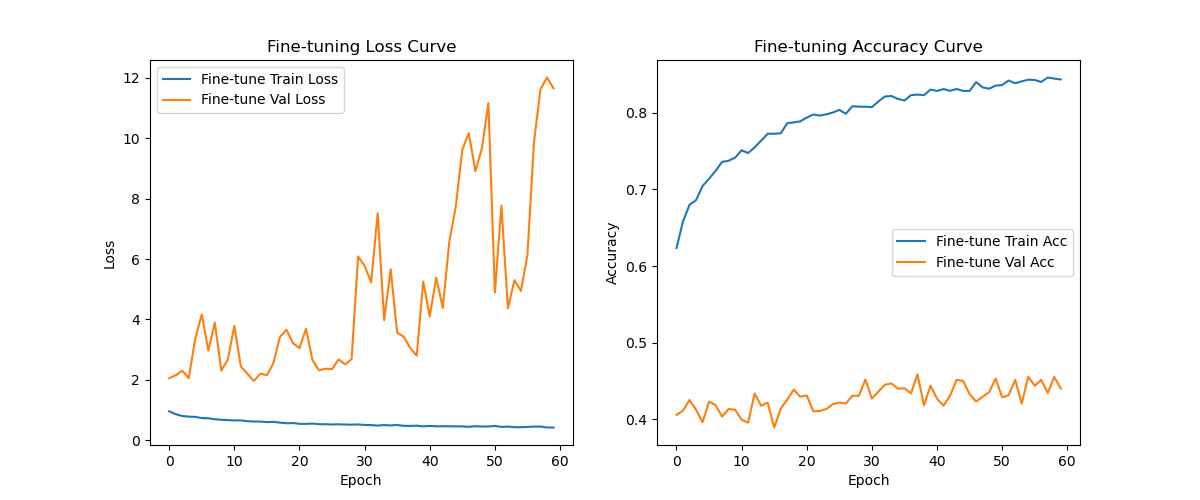 Fine-tuning Loss Curve
Fine-tune Train Loss
Fine-tune Val Loss
12
10
8
6
4
2
0
Loss
0 10 20 30 40 50 60
Epoch
Fine-tuning Accuracy Curve
0.8
0.7
0.6
0.5
0.4
Accuracy
Fine-tune Train Acc
Fine-tune Val Acc
0 10 20 30 40 50 60
Epoch